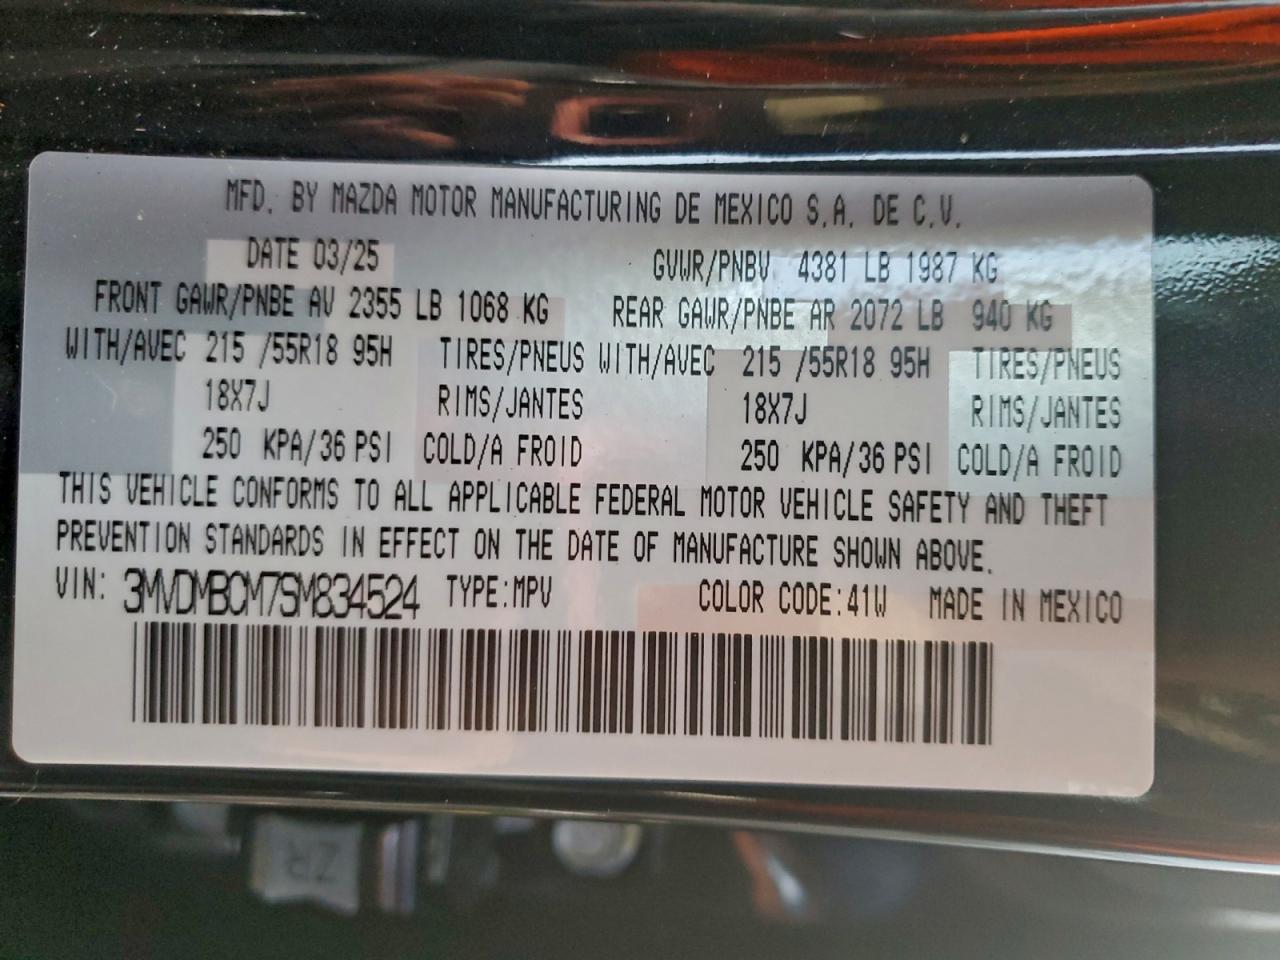 MFD. BY MAZDA MOTOR MANUFACTURING DE MEXICO S.A. DE C.V.
DATE 03/25 GVWR/PNBV 4381 LB 1987 KG
FRONT GAWR/PNBE AV 2355 LB 1068 KG REAR GAWR/PNBE AR 2072 LB 940 KG
WITH/AVEC 215 /55R18 95H TIRES/PNEUS WITH/AVEC 215 /55R18 95H TIRES/PNEUS
18X7J RIMS/JANTES 18X7J RIMS/JANTES
250 KPA/36 PSI COLD/A FROID 250 KPA/36 PSI COLD/A FROID
THIS VEHICLE CONFORMS TO ALL APPLICABLE FEDERAL MOTOR VEHICLE SAFETY AND THEFT
PREVENTION STANDARDS IN EFFECT ON THE DATE OF MANUFACTURE SHOWN ABOVE.
VIN: 3MVDMBCM7SM834524 TYPE:MPV COLOR CODE:41W MADE IN MEXICO
ZR